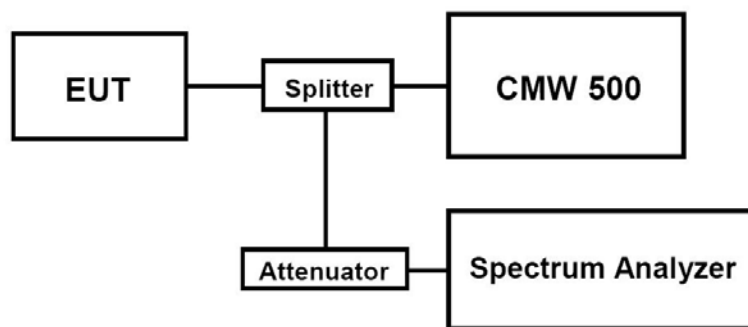 EUT
Splitter
CMW 500
Attenuator
Spectrum Analyzer